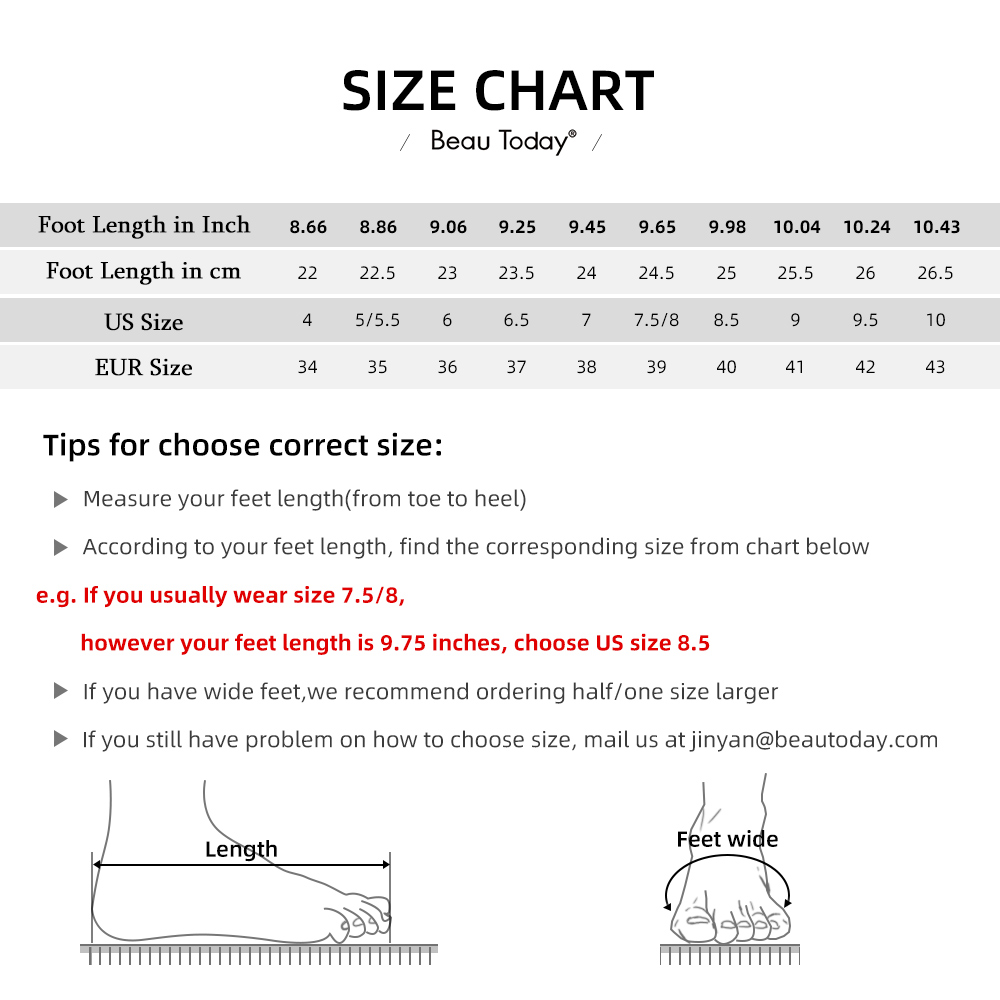 SIZE CHART
/ Beau Today® /
Foot Length in Inch 8.66 8.86 9.06 9.25 9.45 9.65 9.98 10.04 10.24 10.43
Foot Length in cm 22 22.5 23 23.5 24 24.5 25 25.5 26 26.5
US Size 4 5/5.5 6 6.5 7 7.5/8 8.5 9 9.5 10
EUR Size 34 35 36 37 38 39 40 41 42 43
Tips for choose correct size:
Measure your feet length(from toe to heel)
According to your feet length, find the corresponding size from chart below
e.g. If you usually wear size 7.5/8,
however your feet length is 9.75 inches, choose US size 8.5
If you have wide feet,we recommend ordering half/one size larger
If you still have problem on how to choose size, mail us at jinyan@beautoday.com
Length
Feet wide